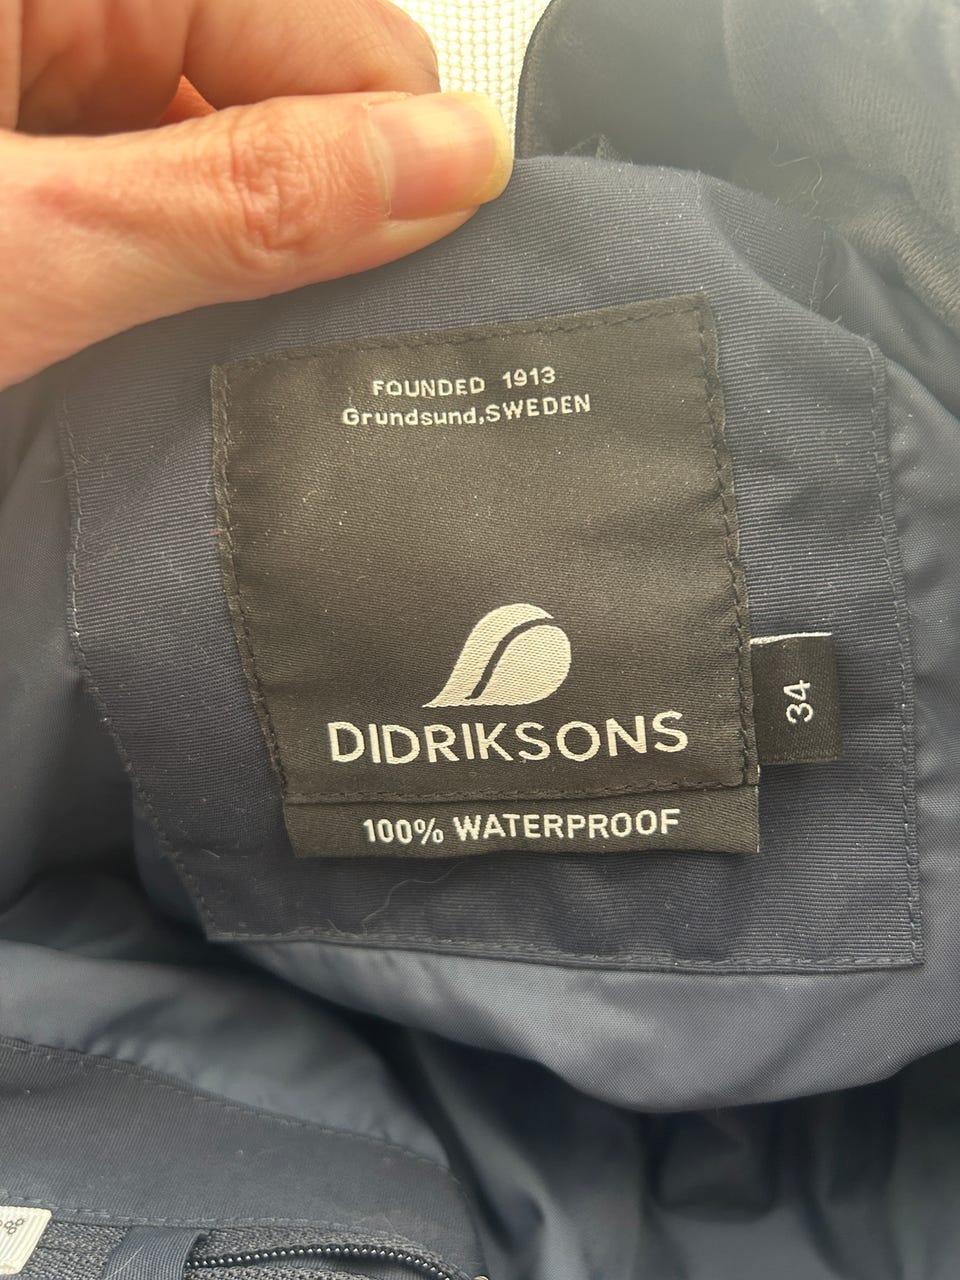 FOUNDED 1913
Grundsund,SWEDEN
DIDRIKSONS
100% WATERPROOF
34